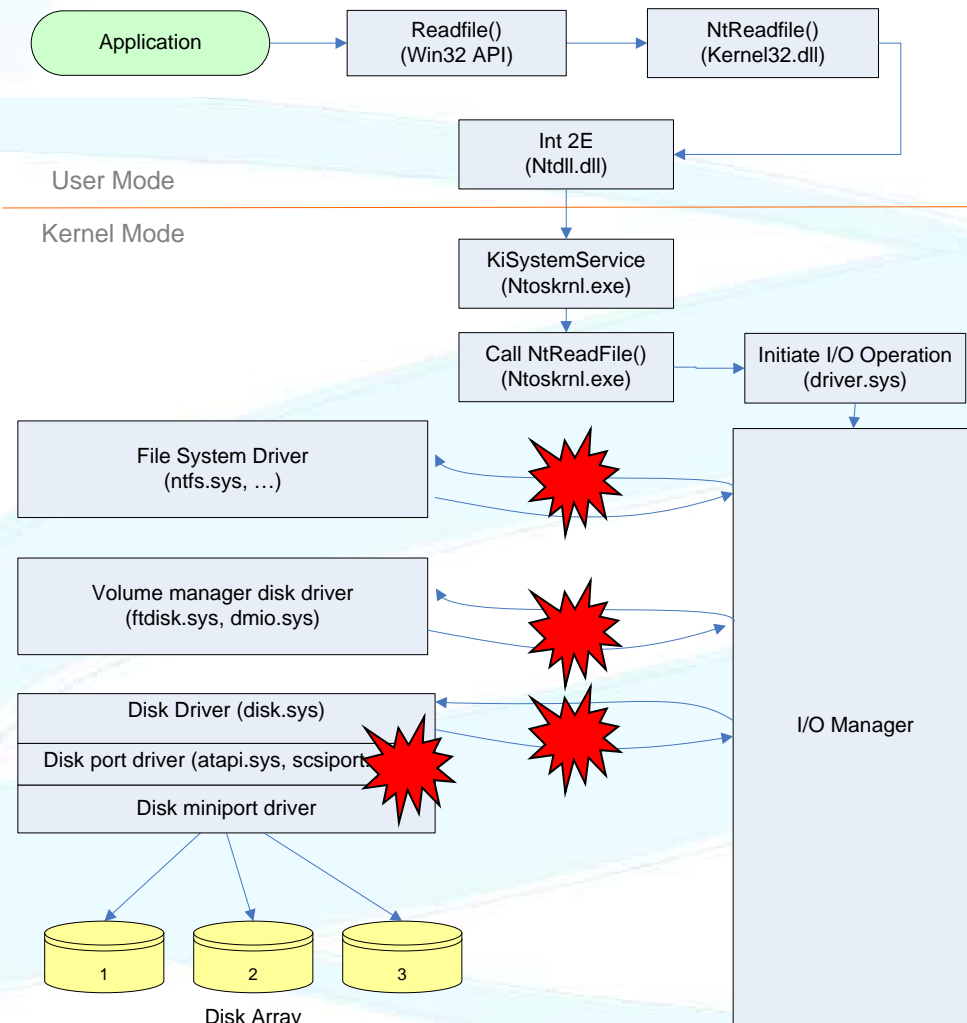 Application
Readfile()
(Win32 API)
NtReadfile()
(Kernel32.dll)
Int 2E
(Ntdll.dll)
User Mode
Kernel Mode
KiSystemService
(Ntoskrnl.exe)
Call NtReadFile()
(Ntoskrnl.exe)
Initiate I/O Operation
(driver.sys)
File System Driver
(ntfs.sys, …)
Volume manager disk driver
(ftdisk.sys, dmio.sys)
Disk Driver (disk.sys)
I/O Manager
Disk port driver (atapi.sys, scsiport.
Disk miniport driver
1
2
3
Disk Array